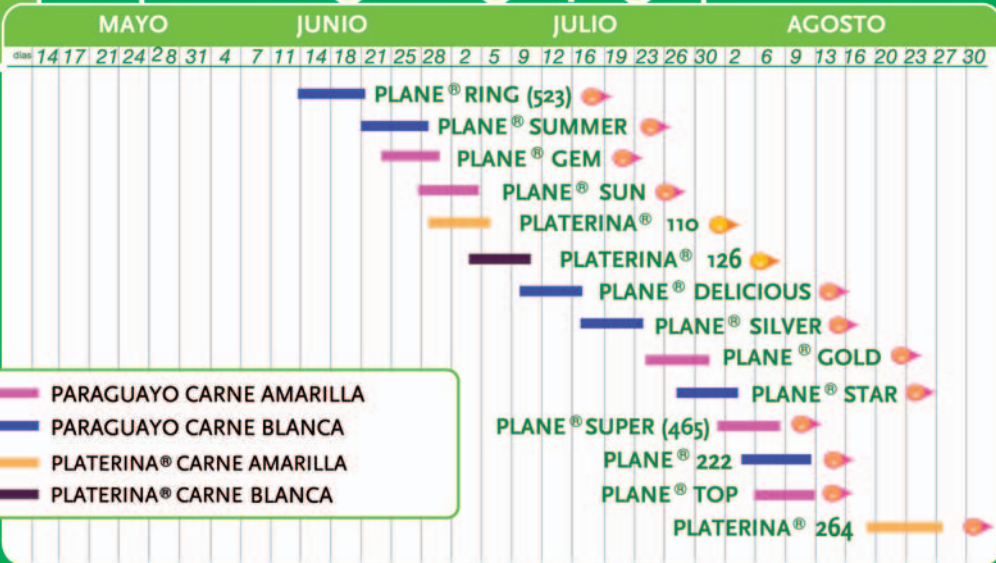 MAYO JUNIO JULIO AGOSTO
días 14 17 21 24 28 31 4 7 11 14 18 21 25 28 2 5 9 12 16 19 23 26 30 2 6 9 13 16 20 23 27 30
PLANE® RING (523)
PLANE® SUMMER
PLANE® GEM
PLANE® SUN
PLATERINA® 110
PLATERINA® 126
PLANE® DELICIOUS
PLANE® SILVER
PLANE® GOLD
PLANE® STAR
PLANE® SUPER (465)
PLANE® 222
PLANE® TOP
PLATERINA® 264
PARAGUAYO CARNE AMARILLA
PARAGUAYO CARNE BLANCA
PLATERINA® CARNE AMARILLA
PLATERINA® CARNE BLANCA